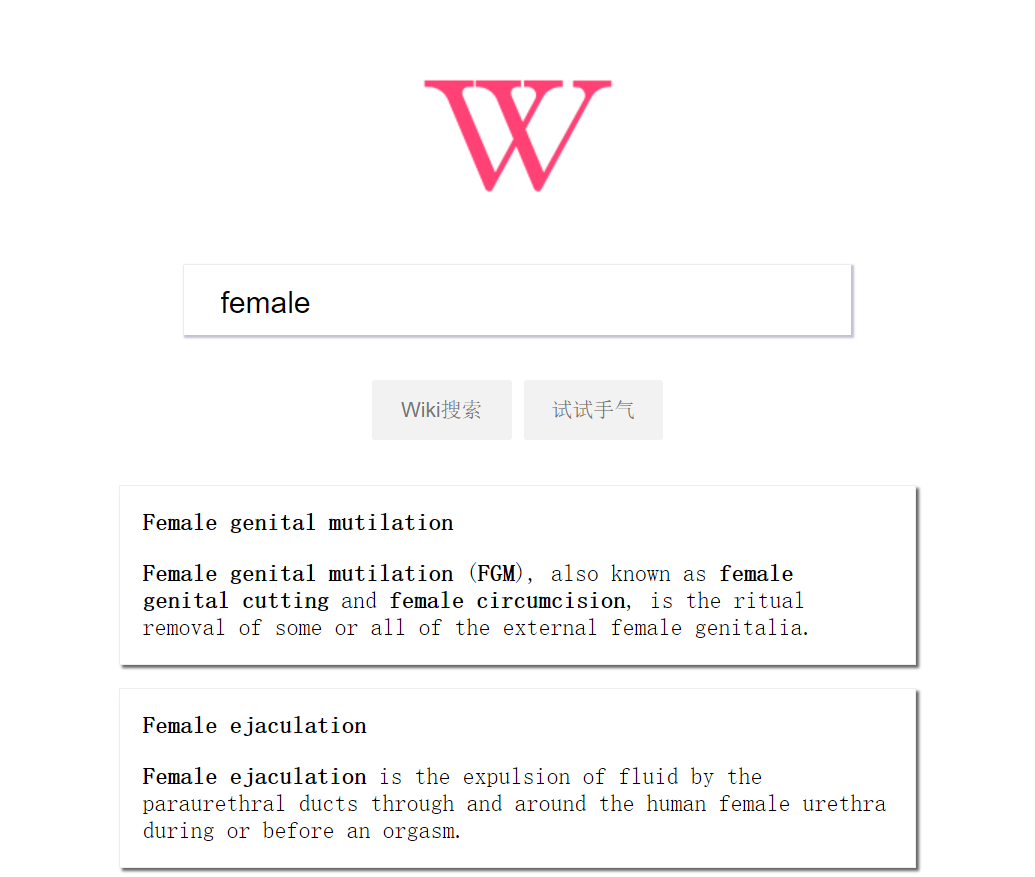 W
female
Wiki搜索
试试手气
Female genital mutilation
Female genital mutilation (FGM), also known as female
genital cutting and female circumcision, is the ritual
removal of some or all of the external female genitalia.
Female ejaculation
Female ejaculation is the expulsion of fluid by the
paraurethral ducts through and around the human female urethra
during or before an orgasm.